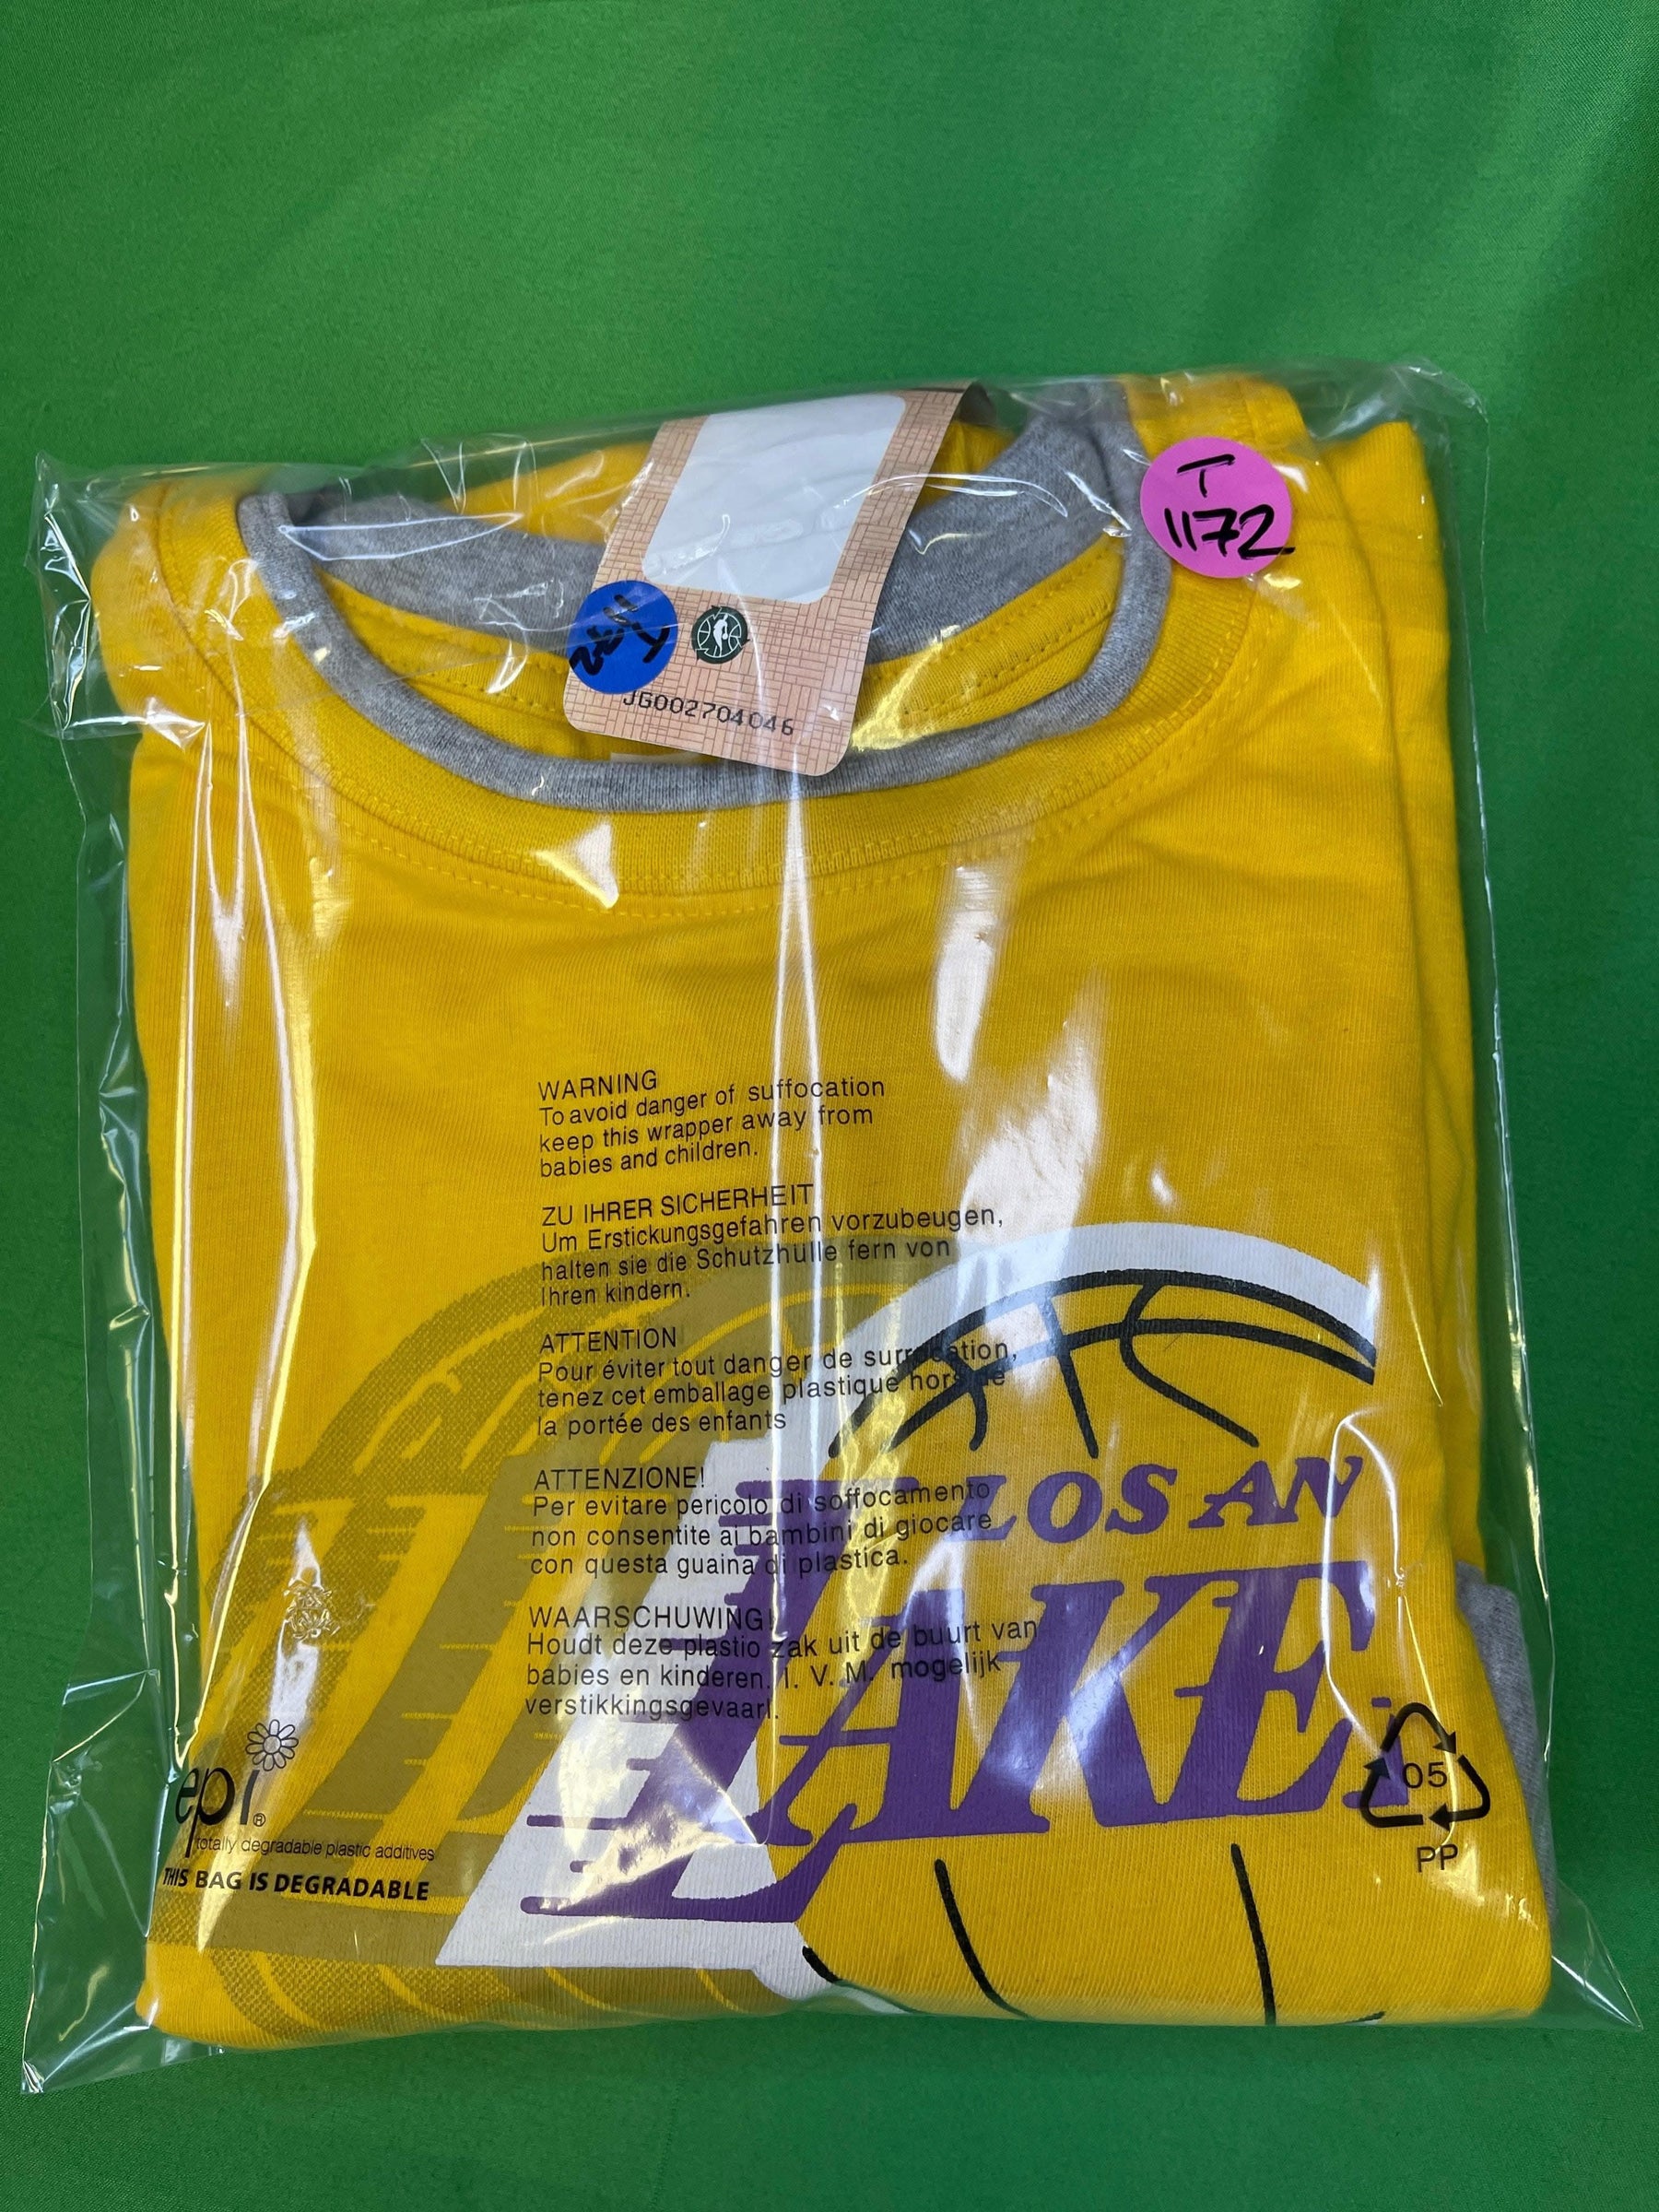 T
1172
T
1172
JG002704046
WARNING
To avoid danger of suffocation
keep this wrapper away from
babies and children.
ZU IHRER SICHERHEIT
Um Erstickungsgefahren vorzubeugen,
halten sie die Schutzhulle fern von
Ihren kindern.
ATTENTION
Pour éviter tout danger de surrocation,
tenez cet emballage plastique hors de
la portée des enfants
ATTENZIONE!
Per evitare pericolo di soffocamento
non consentite ai bambini di giocare
con questa guaina di plastica.
WAARSCHUWING!
Houdt deze plastio zak uit de buurt van
babies en kinderen. I. V. M. mogelijk
verstikkingsgevaarl.
LOS AN
LAKE
epi®
totally degradable plastic additives
THIS BAG IS DEGRADABLE
05
PP